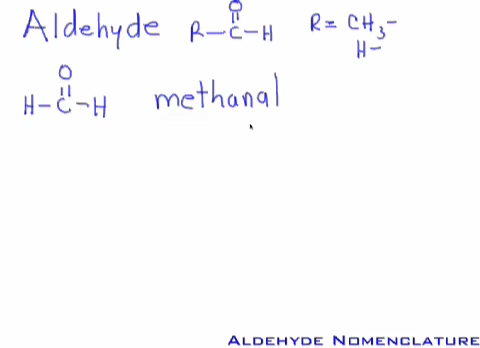 Aldehyde R-C-H R= CH3-
O
H-
O
H-C-H methanal
ALDEHYDE NOMENCLATURE